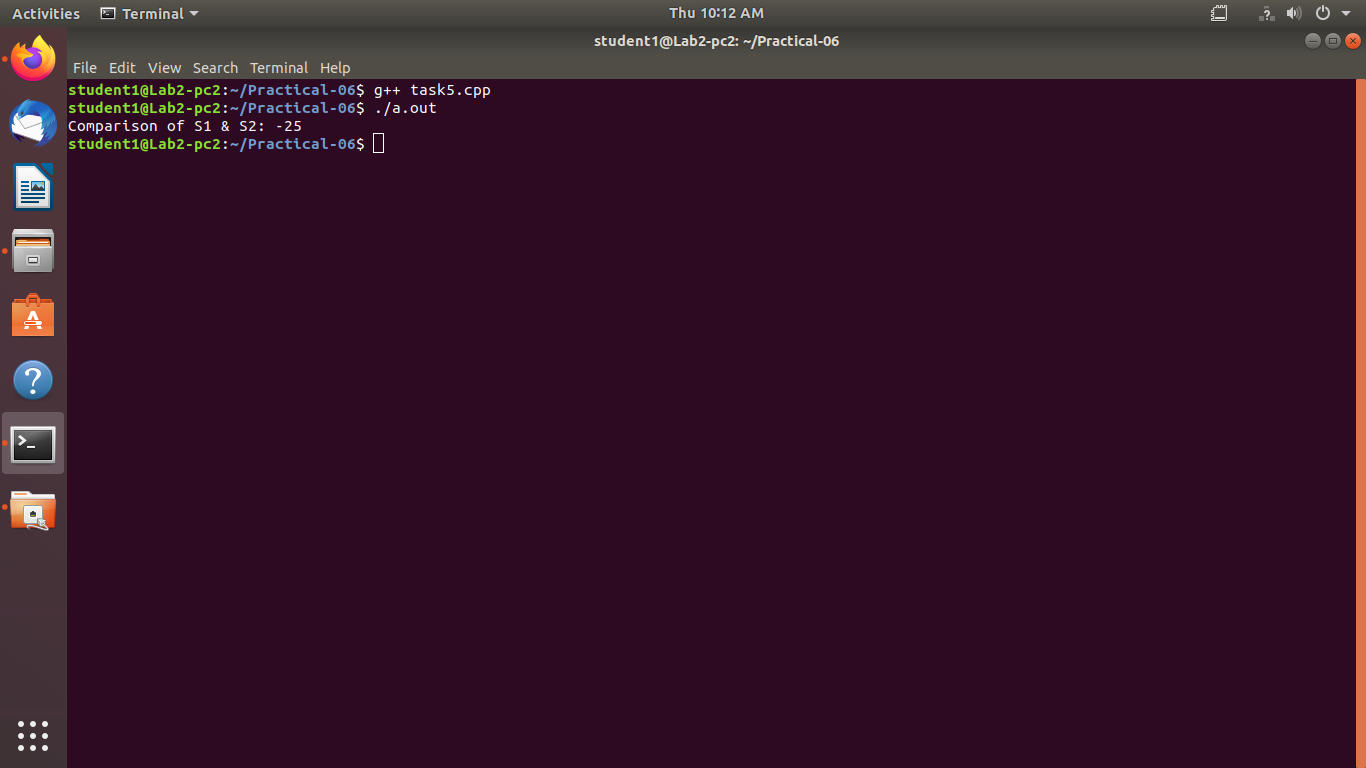 Activities Terminal Thu 10:12 AM
student1@Lab2-pc2: ~/Practical-06
File Edit View Search Terminal Help
student1@Lab2-pc2:~/Practical-06$ g++ task5.cpp
student1@Lab2-pc2:~/Practical-06$ ./a.out
Comparison of S1 & S2: -25
student1@Lab2-pc2:~/Practical-06$